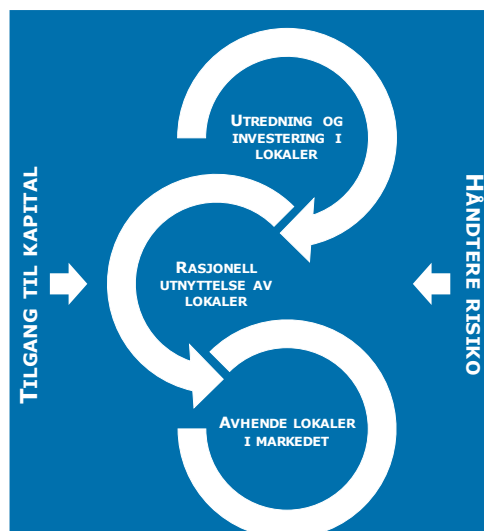 UTREDNING OG
INVESTERING I
LOKALER
TILGANG TIL KAPITAL
RASJONELL
UTNYTTELSE AV
LOKALER
HÅNDTERE RISIKO
AVHENDE LOKALER
I MARKEDET